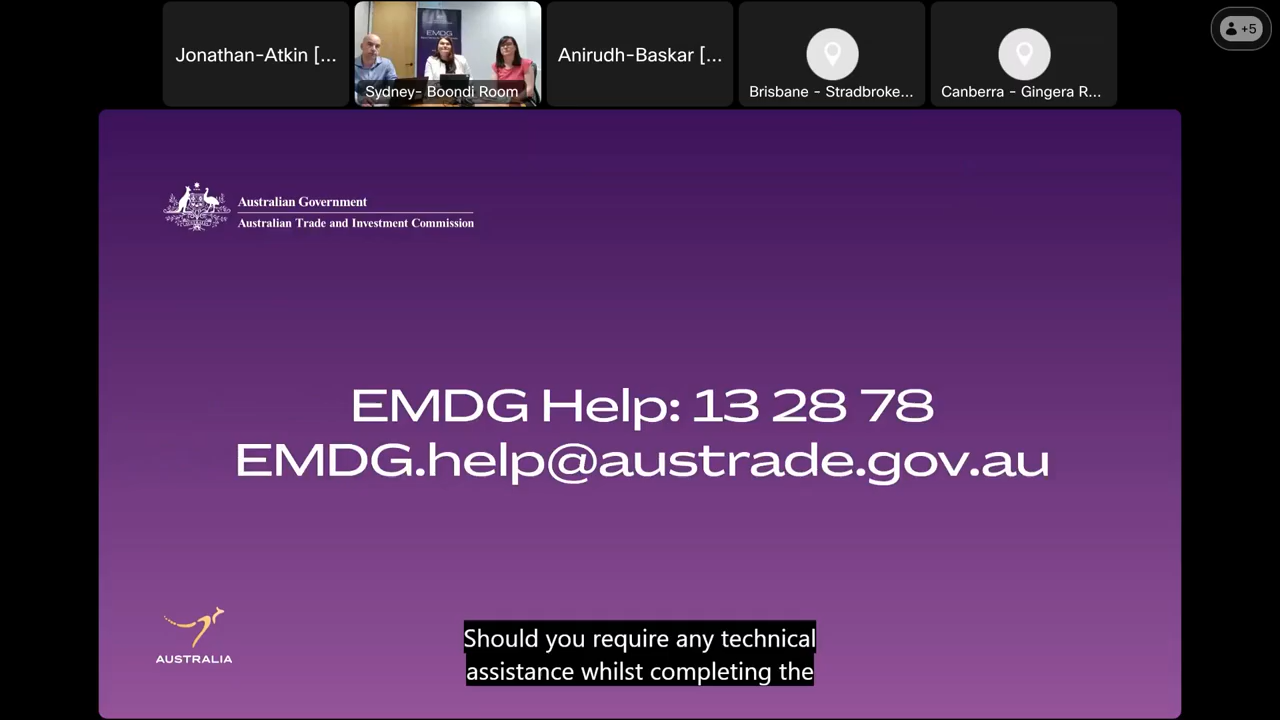 Jonathan-Atkin [...
EMDG
Sydney- Boondi Room
Anirudh-Baskar [...
Brisbane - Stradbroke...
Canberra - Gingera R...
+5
Australian Government
Australian Trade and Investment Commission
EMDG Help: 13 28 78
EMDG.help@austrade.gov.au
AUSTRALIA
Should you require any technical
assistance whilst completing the